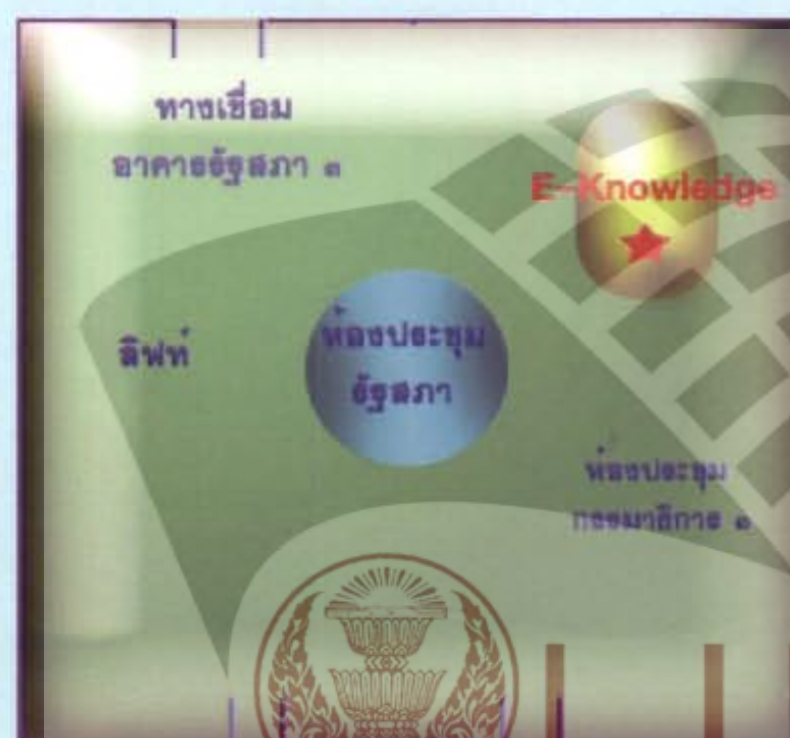 ทางเชื่อม
อาคารรัฐสภา ๓
E-Knowledge
ลิฟท์
ห้องประชุม
รัฐสภา
ห้องประชุม
กรรมาธิการ ๑